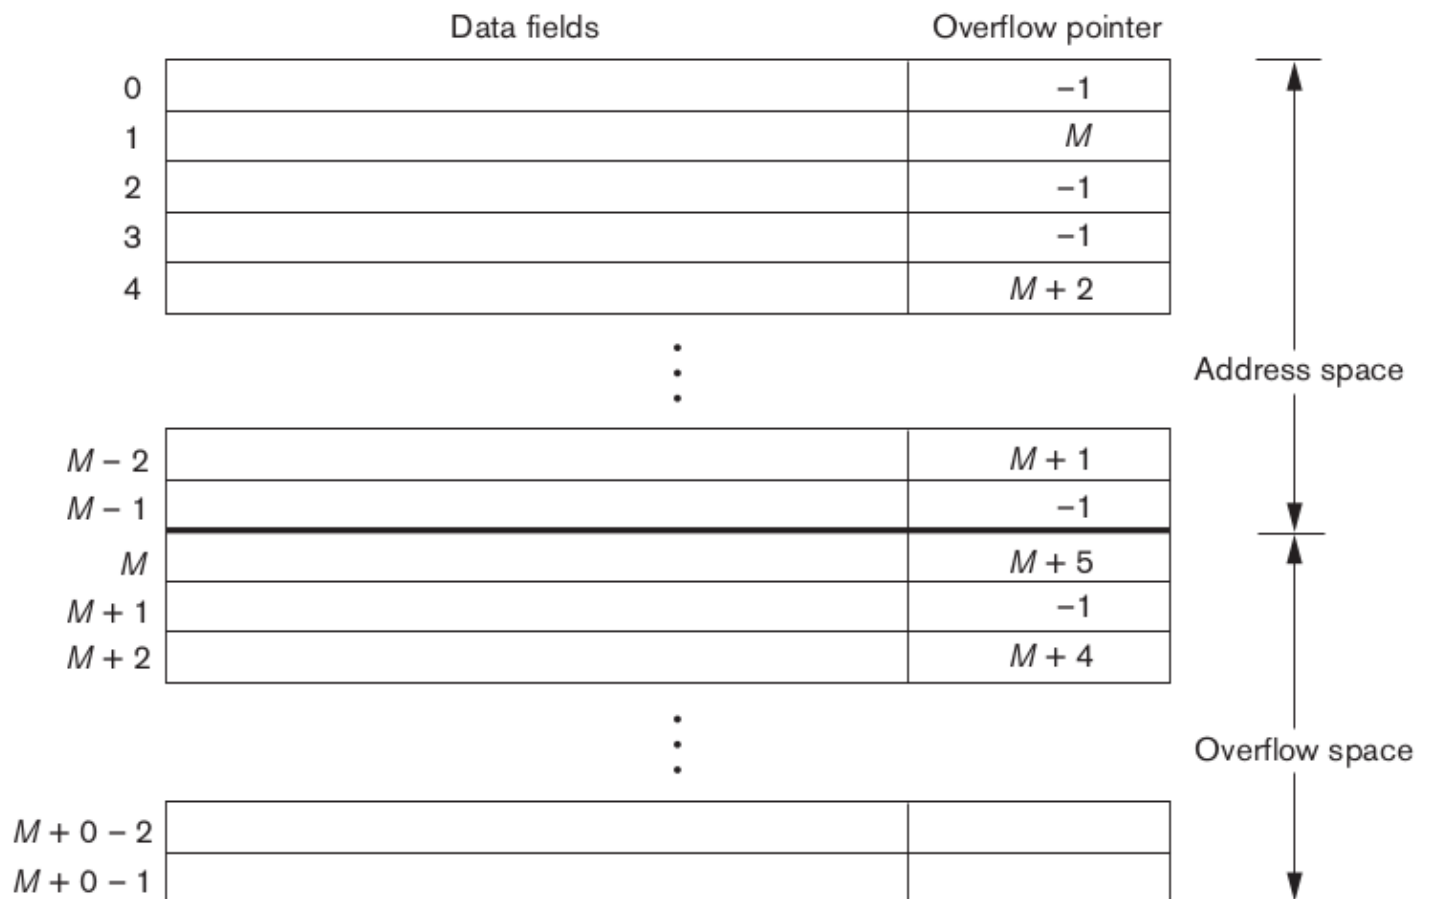 Data fields Overflow pointer
0 –1
1 M
2 –1
3 –1
4 M + 2
Address space
M – 2 M + 1
M – 1 –1
M M + 5
M + 1 –1
M + 2 M + 4
Overflow space
M + 0 – 2
M + 0 – 1